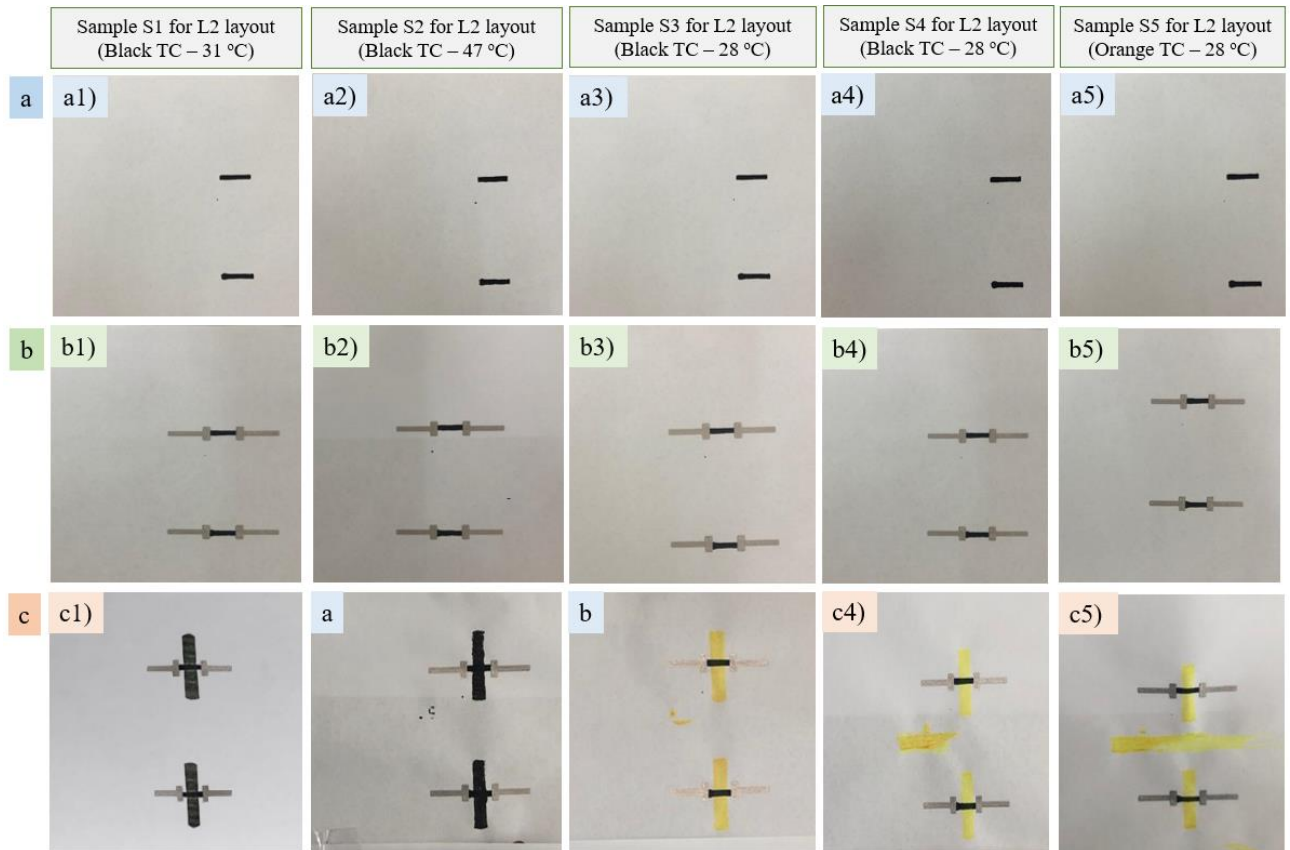 Sample S1 for L2 layout
(Black TC – 31 °C)
Sample S2 for L2 layout
(Black TC – 47 °C)
Sample S3 for L2 layout
(Black TC – 28 °C)
Sample S4 for L2 layout
(Black TC – 28 °C)
Sample S5 for L2 layout
(Orange TC – 28 °C)
a
a1)
a2)
a3)
a4)
a5)
b
b1)
b2)
b3)
b4)
b5)
c
c1)
a
b
c4)
c5)